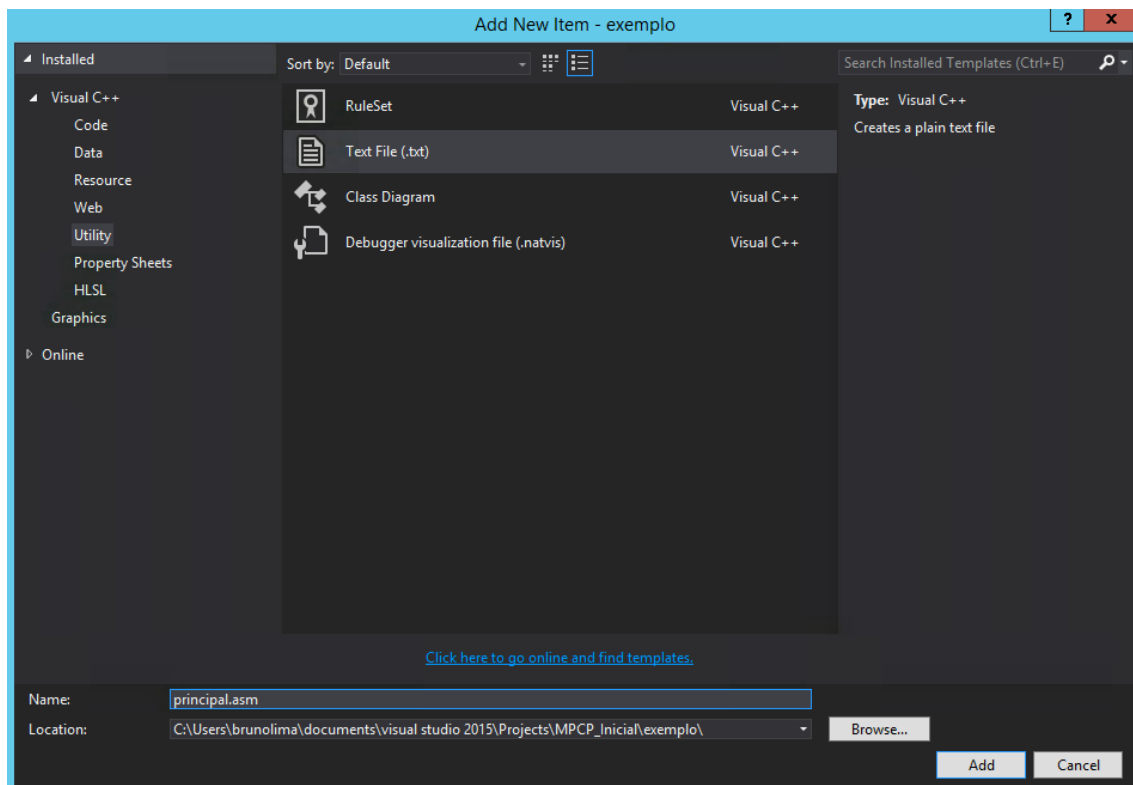 Add New Item - exemplo
? x
Installed
Sort by: Default
Search Installed Templates (Ctrl+E)
Visual C++
Code
Data
Resource
Web
Utility
Property Sheets
HLSL
Graphics
Online
RuleSet Visual C++
Text File (.txt) Visual C++
Class Diagram Visual C++
Debugger visualization file (.natvis) Visual C++
Type: Visual C++
Creates a plain text file
Click here to go online and find templates.
Name: principal.asm
Location: C:\Users\brunolima\documents\visual studio 2015\Projects\MPCP_Inicial\exemplo\ Browse...
Add Cancel